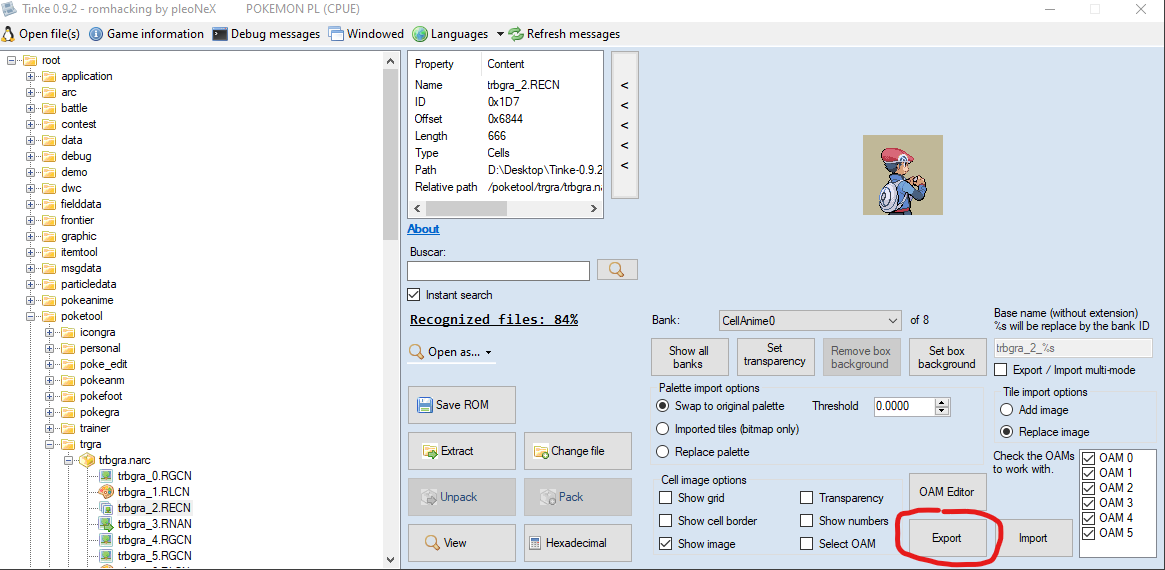 Tinke 0.9.2 - romhacking by pleoNeX POKEMON PL (CPUE)
Open file(s) Game information Debug messages Windowed Languages Refresh messages
root
application
arc
battle
contest
data
debug
demo
dwc
fielddata
frontier
graphic
itemtool
msgdata
particledata
pokeanime
poketool
icongra
personal
poke_edit
pokeanm
pokefoot
pokegra
trainer
trgra
trbgra.narc
trbgra_0.RGCN
trbgra_1.RLCN
trbgra_2.RECN
trbgra_3.RNAN
trbgra_4.RGCN
trbgra_5.RGCN
Property Content
Name trbgra_2.RECN
ID 0x1D7
Offset 0x6844
Length 666
Type Cells
Path D:\Desktop\Tinke-0.9.2
Relative path /poketool/trgra/trbgra.na
<
<
<
<
<
About
Buscar:
Instant search
Recognized files: 84%
Open as...
Save ROM
Extract Change file
Unpack Pack
View Hexadecimal
Bank: CellAnime0 of 8
Show all
banks
Set
transparency
Remove box
background
Set box
background
Palette import options
Swap to original palette Threshold 0.0000
Imported tiles (bitmap only)
Replace palette
Cell image options
Show grid Transparency
Show cell border Show numbers
Show image Select OAM
OAM Editor
Export Import
Base name (without extension)
%s will be replace by the bank ID
trbgra_2_%s
Export / Import multi-mode
Tile import options
Add image
Replace image
Check the OAMs
to work with.
OAM 0
OAM 1
OAM 2
OAM 3
OAM 4
OAM 5